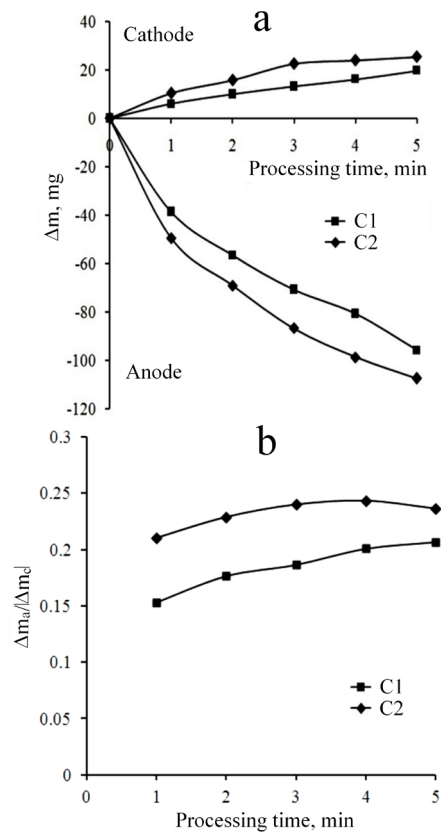 a
Cathode
40
20
0
-20
-40
-60
-80
-100
-120
0 1 2 3 4 5
Processing time, min
Δm, mg
C1
C2
Anode
b
0.3
0.25
0.2
0.15
0.1
0.05
0
0 1 2 3 4 5
Δmₐ/|Δm꜀|
C1
C2
Processing time, min